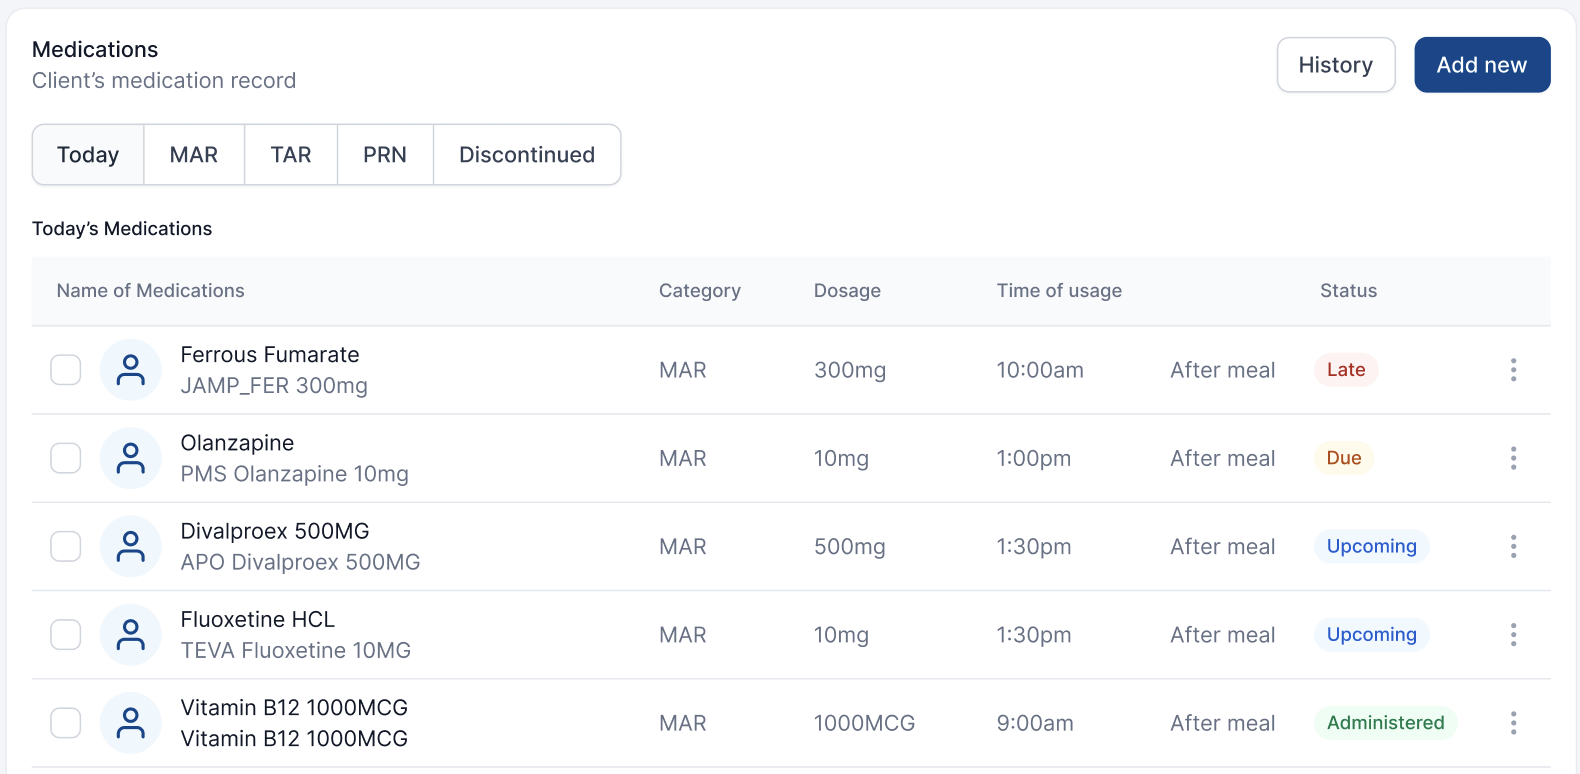 Medications
Client’s medication record
History
Add new
Today
MAR
TAR
PRN
Discontinued
Today’s Medications
Name of Medications Category Dosage Time of usage Status
Ferrous Fumarate
JAMP_FER 300mg
MAR 300mg 10:00am After meal Late
Olanzapine
PMS Olanzapine 10mg
MAR 10mg 1:00pm After meal Due
Divalproex 500MG
APO Divalproex 500MG
MAR 500mg 1:30pm After meal Upcoming
Fluoxetine HCL
TEVA Fluoxetine 10MG
MAR 10mg 1:30pm After meal Upcoming
Vitamin B12 1000MCG
Vitamin B12 1000MCG
MAR 1000MCG 9:00am After meal Administered